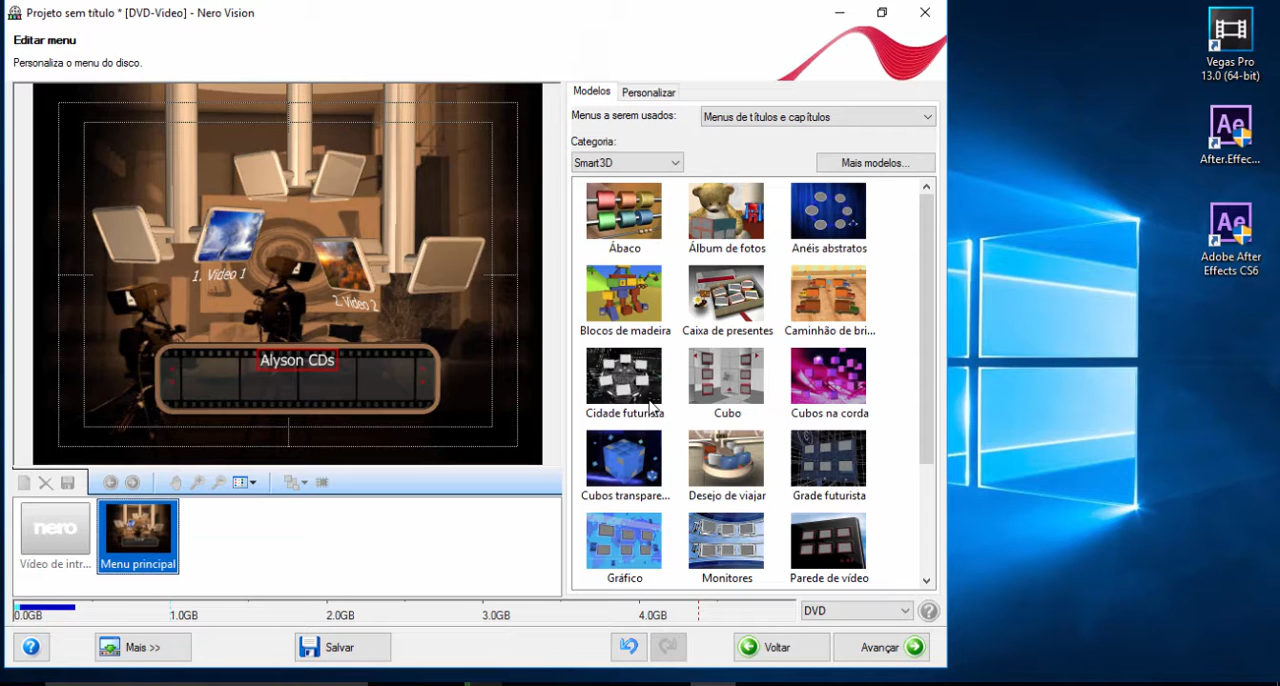 Projeto sem título * [DVD-Video] - Nero Vision
Editar menu
Personaliza o menu do disco.
1. Video 1
2. Video 2
Alyson CDs
Modelos
Personalizar
Menus a serem usados:
Menus de títulos e capítulos
Categoria:
Smart3D
Mais modelos...
Ábaco
Álbum de fotos
Anéis abstratos
Blocos de madeira
Caixa de presentes
Caminhão de bri...
Cidade futurista
Cubo
Cubos na corda
Cubos transpare...
Desejo de viajar
Grade futurista
Gráfico
Monitores
Parede de vídeo
nero
Vídeo de intr...
Menu principal
0.0GB
1.0GB
2.0GB
3.0GB
4.0GB
DVD
Mais >>
Salvar
Voltar
Avançar
Vegas Pro
13.0 (64-bit)
Ae
After.Effec...
Ae
Adobe After
Effects CS6